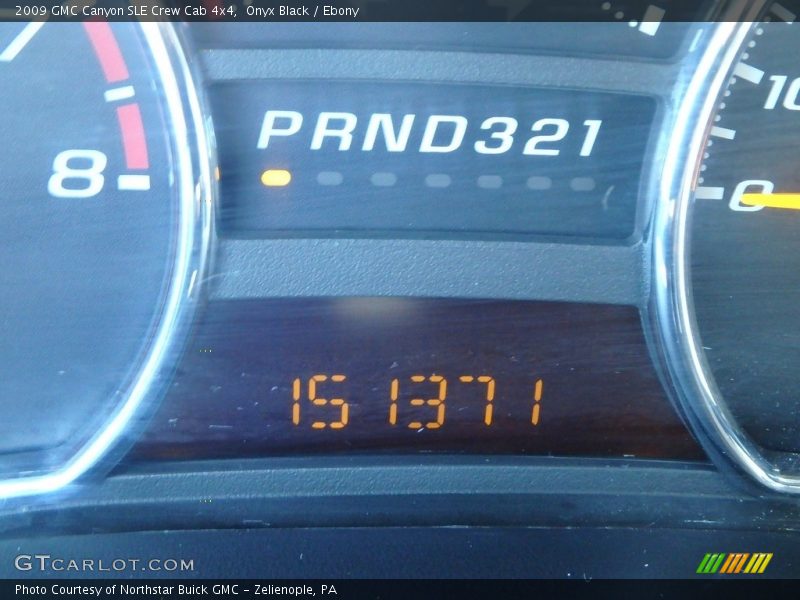 2009 GMC Canyon SLE Crew Cab 4x4, Onyx Black / Ebony
PRND321
10
8
0
151371
GTCARLOT.COM
Photo Courtesy of Northstar Buick GMC - Zelienople, PA